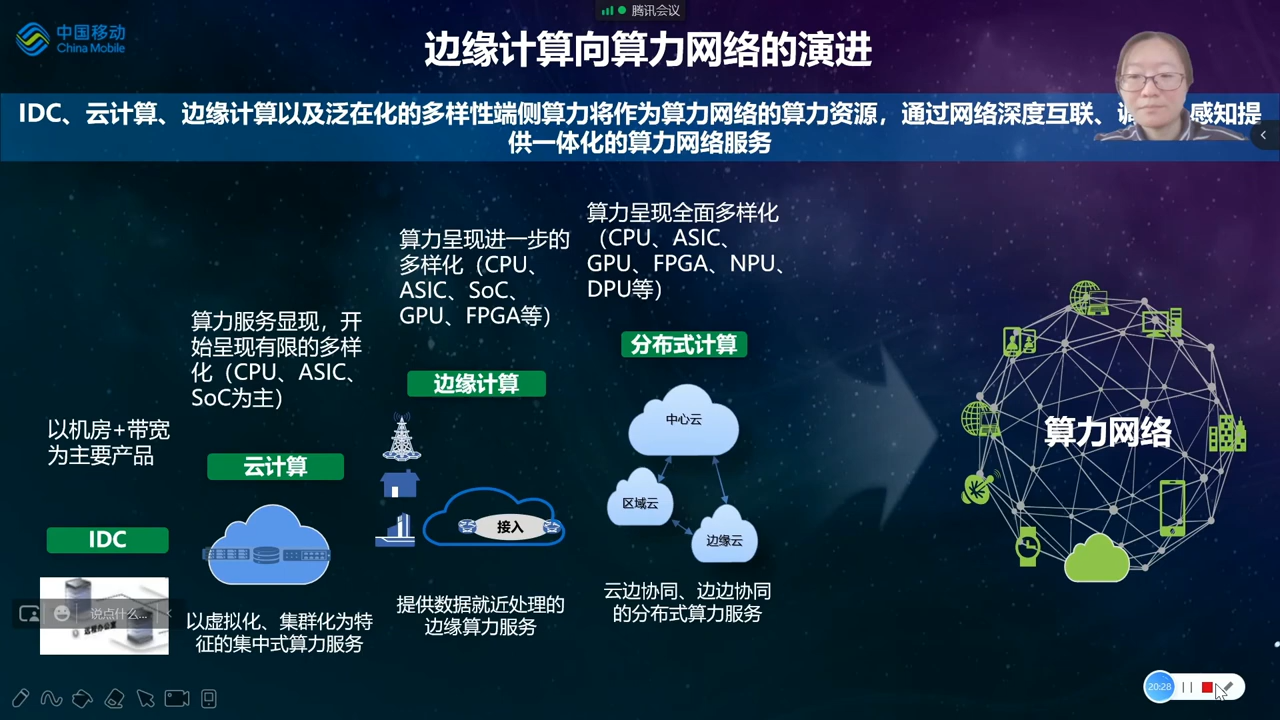 腾讯会议
中国移动
China Mobile
边缘计算向算力网络的演进
IDC、云计算、边缘计算以及泛在化的多样性端侧算力将作为算力网络的算力资源，通过网络深度互联、感知提
供一体化的算力网络服务
算力呈现全面多样化
（CPU、ASIC、
GPU、FPGA、NPU、
DPU等）
算力呈现进一步的
多样化（CPU、
ASIC、SoC、
GPU、FPGA等）
算力服务显现，开
始呈现有限的多样
化（CPU、ASIC、
SoC为主）
以机房+带宽
为主要产品
分布式计算
边缘计算
云计算
IDC
中心云
区域云
边缘云
接入
算力网络
远程办公室
说点什么...
以虚拟化、集群化为特
征的集中式算力服务
提供数据就近处理的
边缘算力服务
云边协同、边边协同
的分布式算力服务
20:28